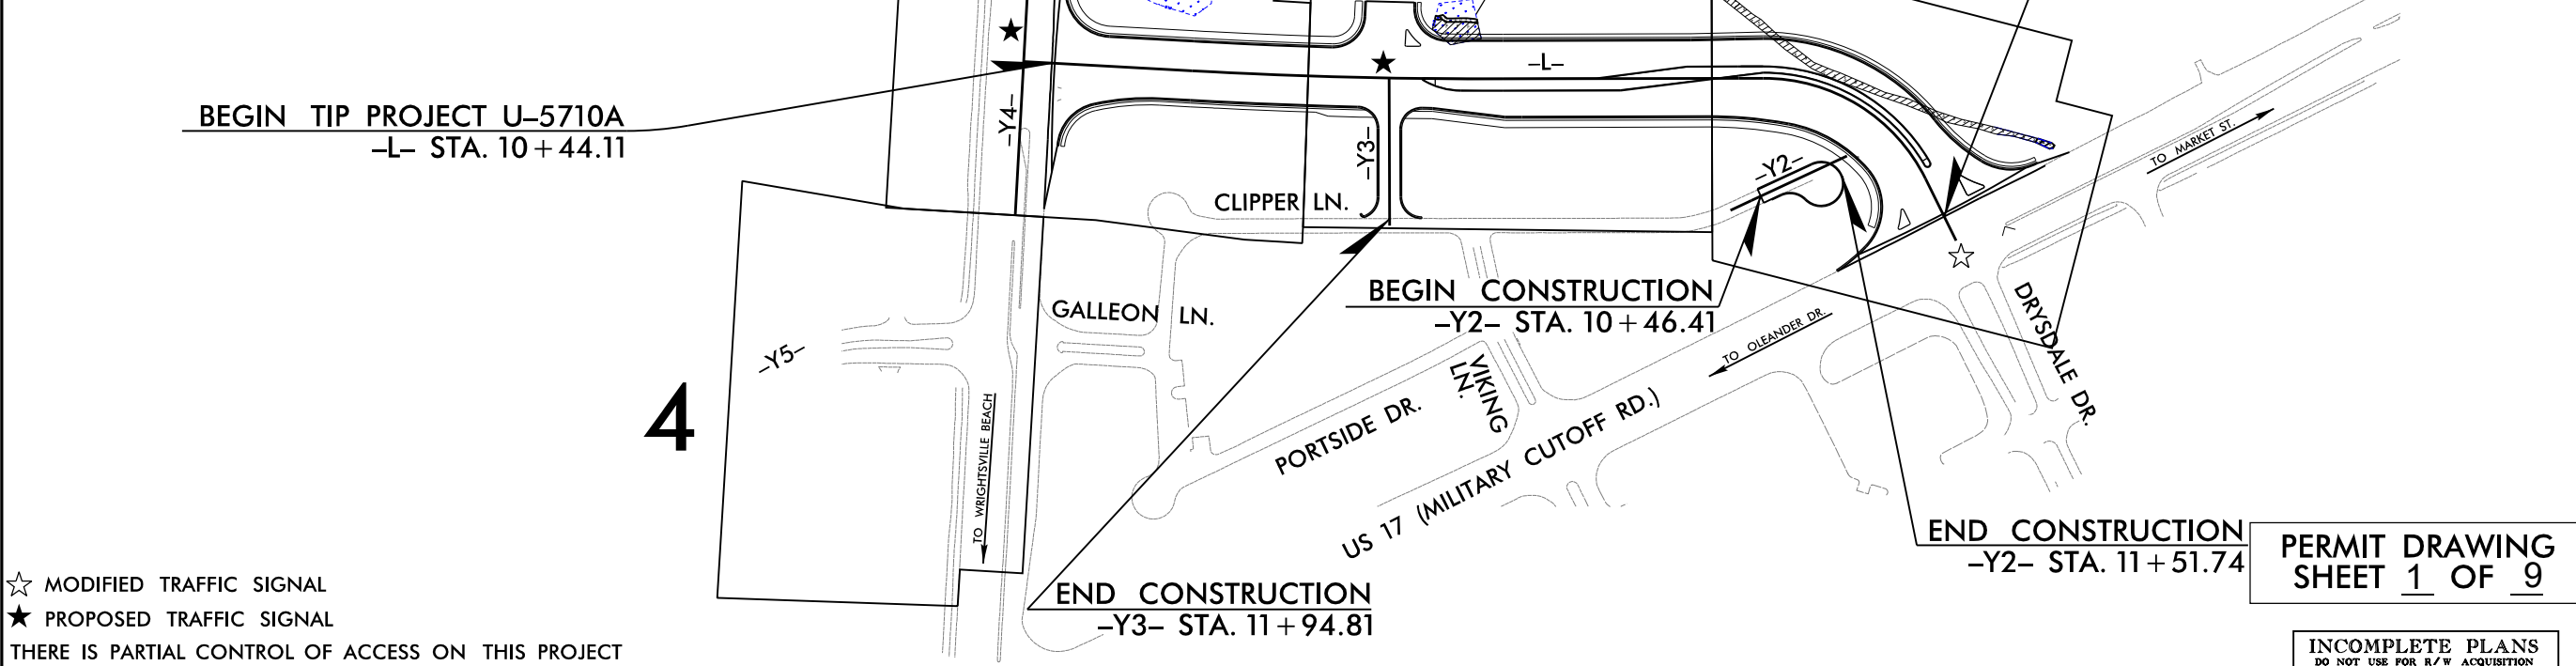 BEGIN TIP PROJECT U–5710A
–L– STA. 10+44.11
–Y4–
–L–
–Y3–
–Y2–
TO MARKET ST.
CLIPPER LN.
BEGIN CONSTRUCTION
–Y2– STA. 10+46.41
GALLEON LN.
–Y5–
4
TO WRIGHTSVILLE BEACH
PORTSIDE DR.
VIKING
LN.
TO OLEANDER DR.
US 17 (MILITARY CUTOFF RD.)
DRYSDALE DR.
END CONSTRUCTION
–Y2– STA. 11+51.74
END CONSTRUCTION
–Y3– STA. 11+94.81
MODIFIED TRAFFIC SIGNAL
PROPOSED TRAFFIC SIGNAL
THERE IS PARTIAL CONTROL OF ACCESS ON THIS PROJECT
PERMIT DRAWING
SHEET 1 OF 9
INCOMPLETE PLANS
DO NOT USE FOR R/W ACQUISITION